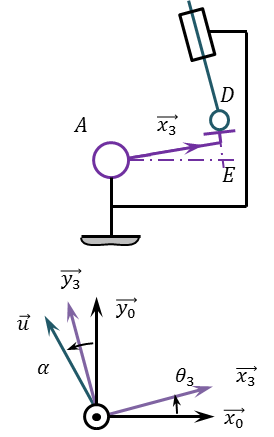 D
A
x₃→
E
y₃→
y₀→
u→
α
θ₃
x₃→
x₀→